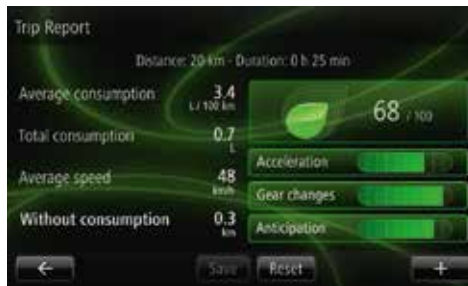 Trip Report
Distance: 20 km - Duration: 0 h 25 min
Average consumption 3.4 L / 100 km
68 / 100
Total consumption 0.7 L
Acceleration
Average speed 48 km/h
Gear changes
Without consumption 0.3 km
Anticipation
Save Reset +